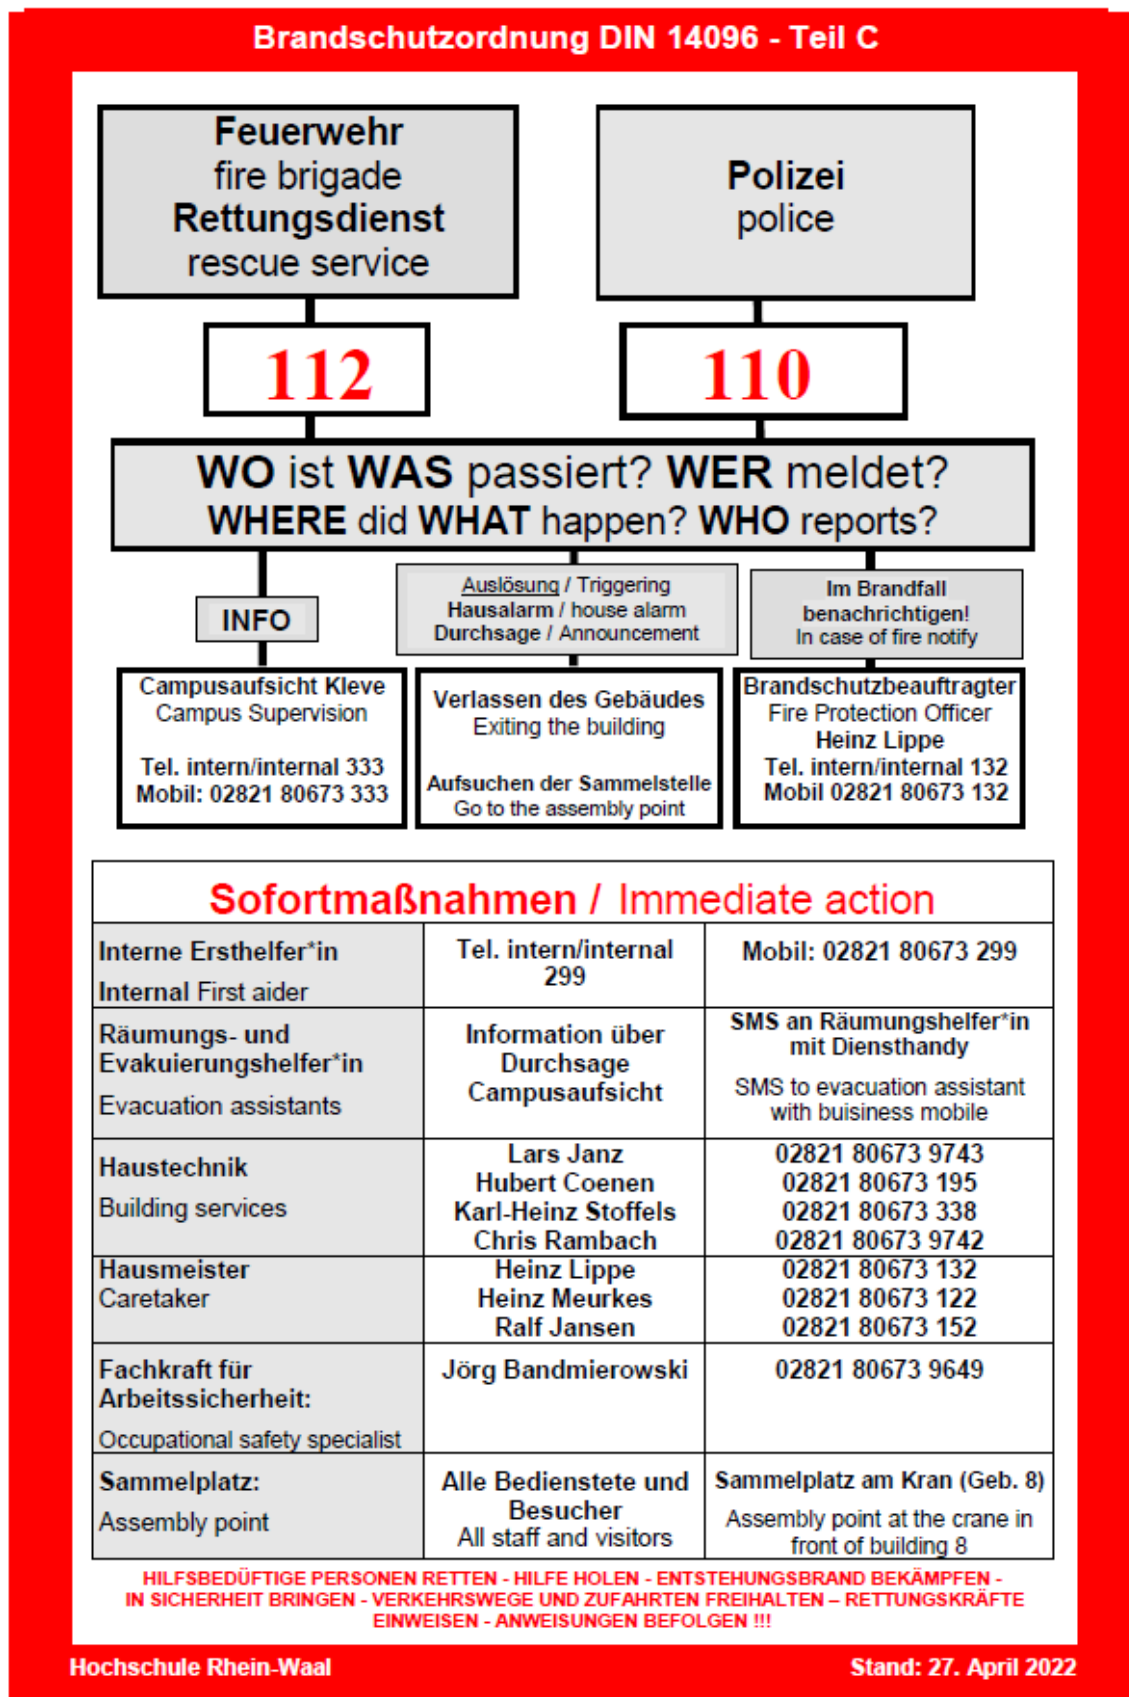 Brandschutzordnung DIN 14096 - Teil C
Feuerwehr
fire brigade
Rettungsdienst
rescue service
Polizei
police
112
110
WO ist WAS passiert? WER meldet?
WHERE did WHAT happen? WHO reports?
INFO
Auslösung / Triggering
Hausalarm / house alarm
Durchsage / Announcement
Im Brandfall
benachrichtigen!
In case of fire notify
Campusaufsicht Kleve
Campus Supervision
Tel. intern/internal 333
Mobil: 02821 80673 333
Verlassen des Gebäudes
Exiting the building
Aufsuchen der Sammelstelle
Go to the assembly point
Brandschutzbeauftragter
Fire Protection Officer
Heinz Lippe
Tel. intern/internal 132
Mobil 02821 80673 132
Sofortmaßnahmen / Immediate action
Interne Ersthelfer*in
Internal First aider
Tel. intern/internal
299
Mobil: 02821 80673 299
Räumungs- und
Evakuierungshelfer*in
Evacuation assistants
Information über
Durchsage
Campusaufsicht
SMS an Räumungshelfer*in
mit Diensthandy
SMS to evacuation assistant
with buisiness mobile
Haustechnik
Building services
Lars Janz
Hubert Coenen
Karl-Heinz Stoffels
Chris Rambach
02821 80673 9743
02821 80673 195
02821 80673 338
02821 80673 9742
Hausmeister
Caretaker
Heinz Lippe
Heinz Meurkes
Ralf Jansen
02821 80673 132
02821 80673 122
02821 80673 152
Fachkraft für
Arbeitssicherheit:
Occupational safety specialist
Jörg Bandmierowski
02821 80673 9649
Sammelplatz:
Assembly point
Alle Bedienstete und
Besucher
All staff and visitors
Sammelplatz am Kran (Geb. 8)
Assembly point at the crane in
front of building 8
HILFSBEDÜFTIGE PERSONEN RETTEN - HILFE HOLEN - ENTSTEHUNGSBRAND BEKÄMPFEN -
IN SICHERHEIT BRINGEN - VERKEHRSWEGE UND ZUFAHRTEN FREIHALTEN – RETTUNGSKRÄFTE
EINWEISEN - ANWEISUNGEN BEFOLGEN !!!
Hochschule Rhein-Waal
Stand: 27. April 2022